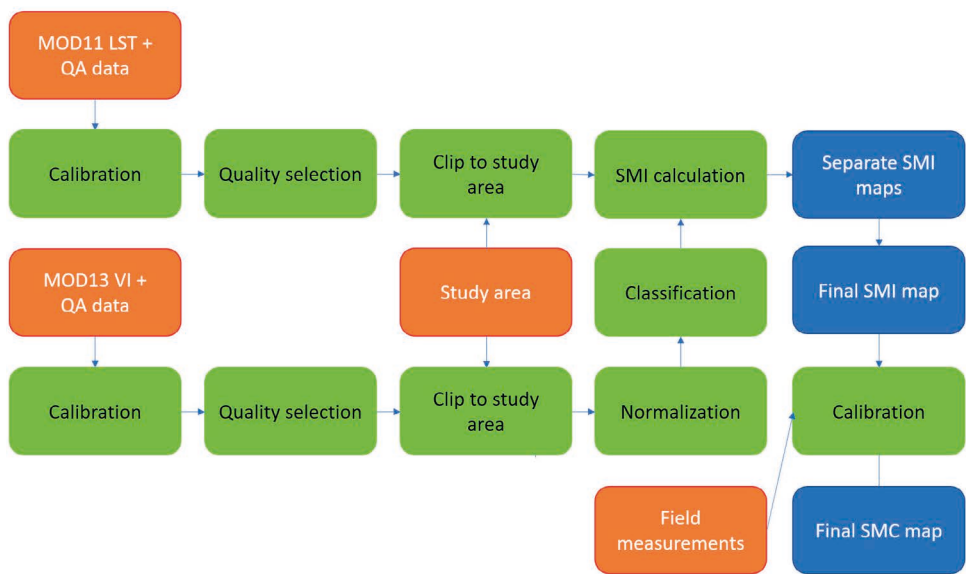 MOD11 LST +
QA data
Calibration
Quality selection
Clip to study
area
SMI calculation
Separate SMI
maps
MOD13 VI +
QA data
Study area
Classification
Final SMI map
Calibration
Quality selection
Clip to study
area
Normalization
Calibration
Field
measurements
Final SMC map